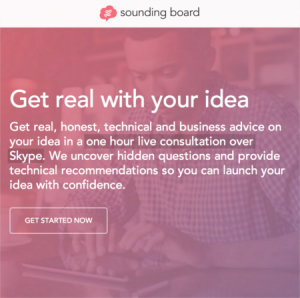 sounding board
Get real with your idea
Get real, honest, technical and business advice on
your idea in a one hour live consultation over
Skype. We uncover hidden questions and provide
technical recommendations so you can launch your
idea with confidence.
GET STARTED NOW